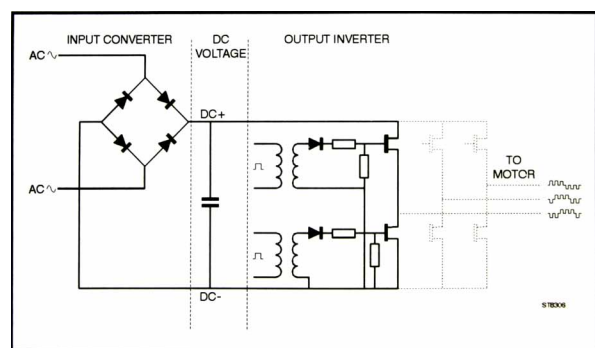 INPUT CONVERTER
DC
VOLTAGE
OUTPUT INVERTER
AC
DC+
TO
MOTOR
AC
DC-
ST8306